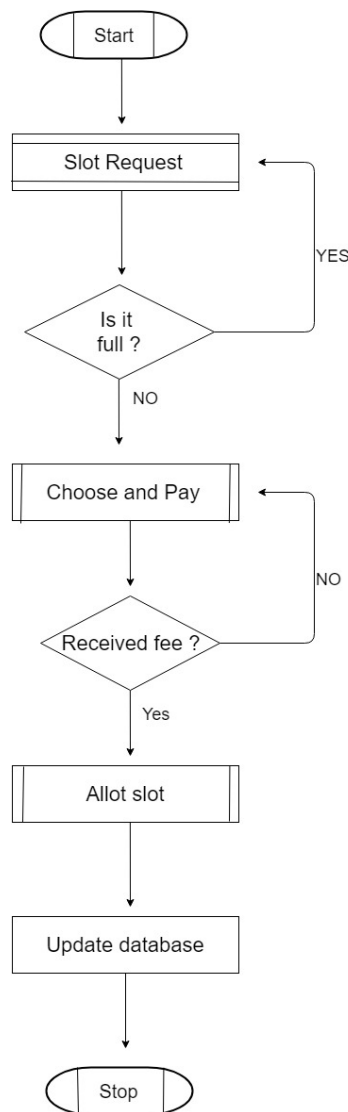 Start
Slot Request
YES
Is it
full ?
NO
Choose and Pay
NO
Received fee ?
Yes
Allot slot
Update database
Stop